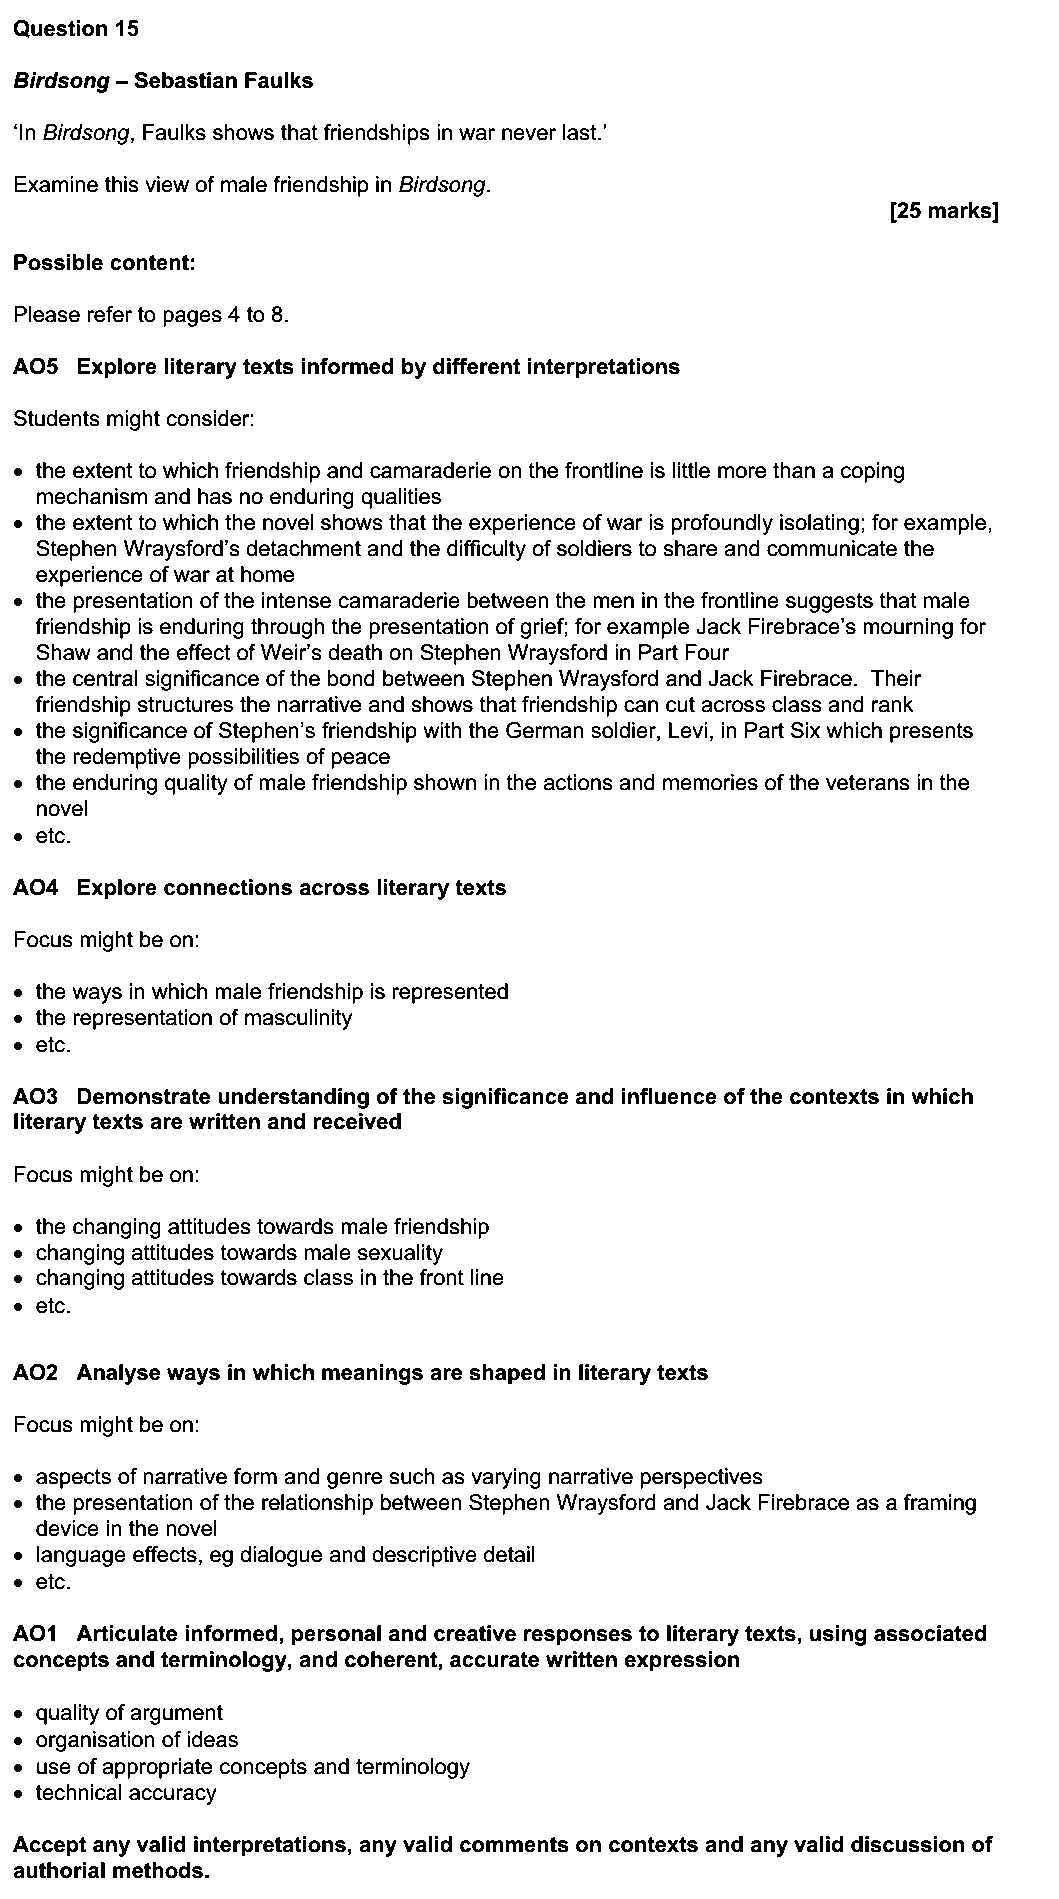 Question 15
Birdsong – Sebastian Faulks
‘In Birdsong, Faulks shows that friendships in war never last.’
Examine this view of male friendship in Birdsong.
[25 marks]
Possible content:
Please refer to pages 4 to 8.
AO5 Explore literary texts informed by different interpretations
Students might consider:
• the extent to which friendship and camaraderie on the frontline is little more than a coping
mechanism and has no enduring qualities
• the extent to which the novel shows that the experience of war is profoundly isolating; for example,
Stephen Wraysford’s detachment and the difficulty of soldiers to share and communicate the
experience of war at home
• the presentation of the intense camaraderie between the men in the frontline suggests that male
friendship is enduring through the presentation of grief; for example Jack Firebrace’s mourning for
Shaw and the effect of Weir’s death on Stephen Wraysford in Part Four
• the central significance of the bond between Stephen Wraysford and Jack Firebrace. Their
friendship structures the narrative and shows that friendship can cut across class and rank
• the significance of Stephen’s friendship with the German soldier, Levi, in Part Six which presents
the redemptive possibilities of peace
• the enduring quality of male friendship shown in the actions and memories of the veterans in the
novel
• etc.
AO4 Explore connections across literary texts
Focus might be on:
• the ways in which male friendship is represented
• the representation of masculinity
• etc.
AO3 Demonstrate understanding of the significance and influence of the contexts in which
literary texts are written and received
Focus might be on:
• the changing attitudes towards male friendship
• changing attitudes towards male sexuality
• changing attitudes towards class in the front line
• etc.
AO2 Analyse ways in which meanings are shaped in literary texts
Focus might be on:
• aspects of narrative form and genre such as varying narrative perspectives
• the presentation of the relationship between Stephen Wraysford and Jack Firebrace as a framing
device in the novel
• language effects, eg dialogue and descriptive detail
• etc.
AO1 Articulate informed, personal and creative responses to literary texts, using associated
concepts and terminology, and coherent, accurate written expression
• quality of argument
• organisation of ideas
• use of appropriate concepts and terminology
• technical accuracy
Accept any valid interpretations, any valid comments on contexts and any valid discussion of
authorial methods.